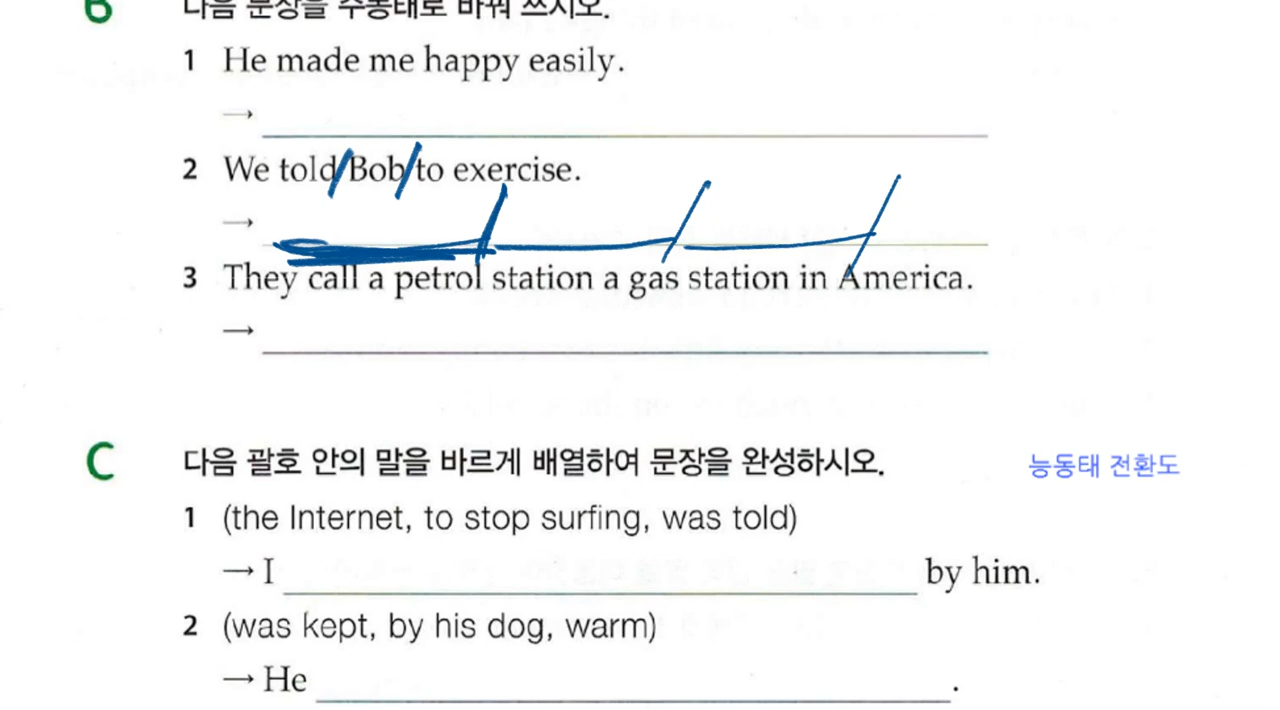 B 다음 문장을 수동태로 바꿔 쓰시오.
1 He made me happy easily.
→
2 We told/Bob/to exercise.
→
3 They call a petrol station a gas station in America.
→
C 다음 괄호 안의 말을 바르게 배열하여 문장을 완성하시오. 능동태 전환도
1 (the Internet, to stop surfing, was told)
→ I by him.
2 (was kept, by his dog, warm)
→ He .